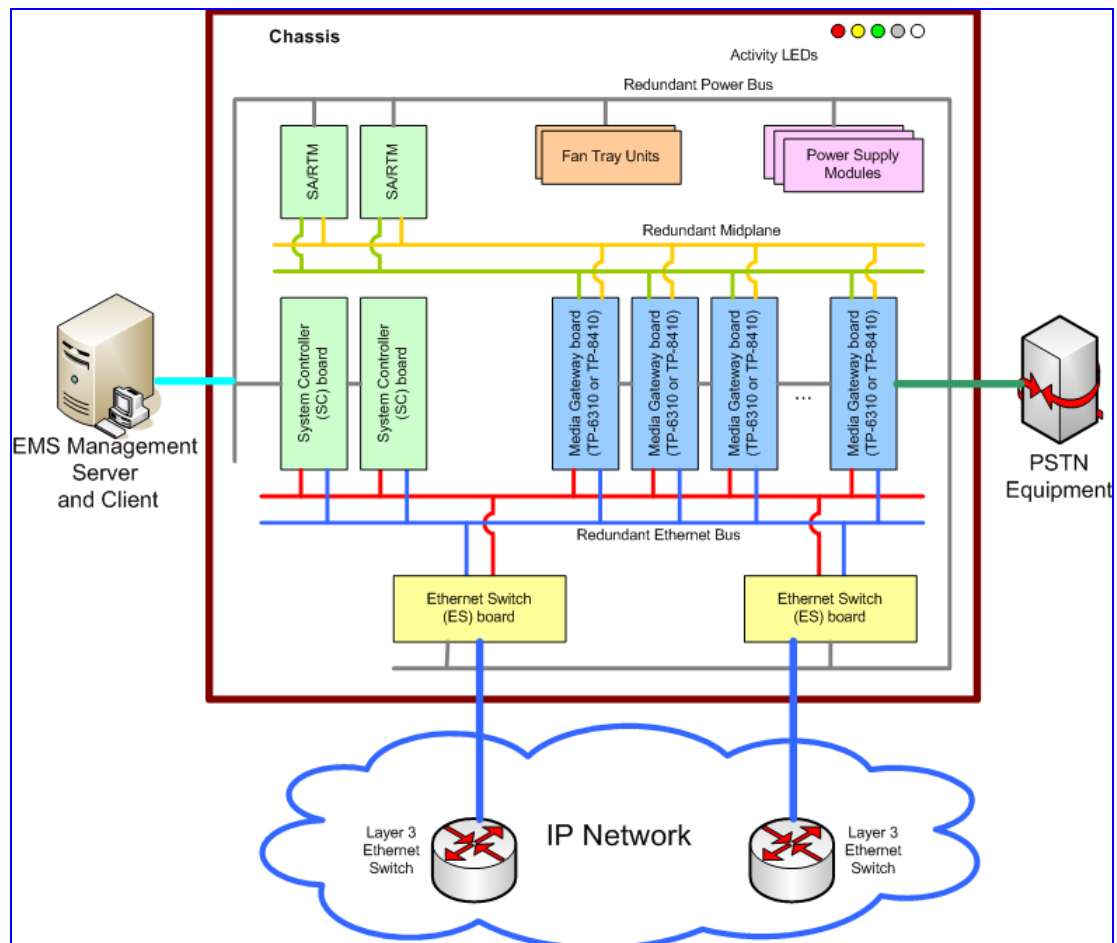 Chassis
Activity LEDs
Redundant Power Bus
SA/RTM
SA/RTM
Fan Tray Units
Power Supply
Modules
Redundant Midplane
System Controller
(SC) board
System Controller
(SC) board
Media Gateway board
(TP-6310 or TP-8410)
Media Gateway board
(TP-6310 or TP-8410)
Media Gateway board
(TP-6310 or TP-8410)
...
Media Gateway board
(TP-6310 or TP-8410)
EMS Management
Server
and Client
PSTN
Equipment
Redundant Ethernet Bus
Ethernet Switch
(ES) board
Ethernet Switch
(ES) board
Layer 3
Ethernet
Switch
IP Network
Layer 3
Ethernet
Switch